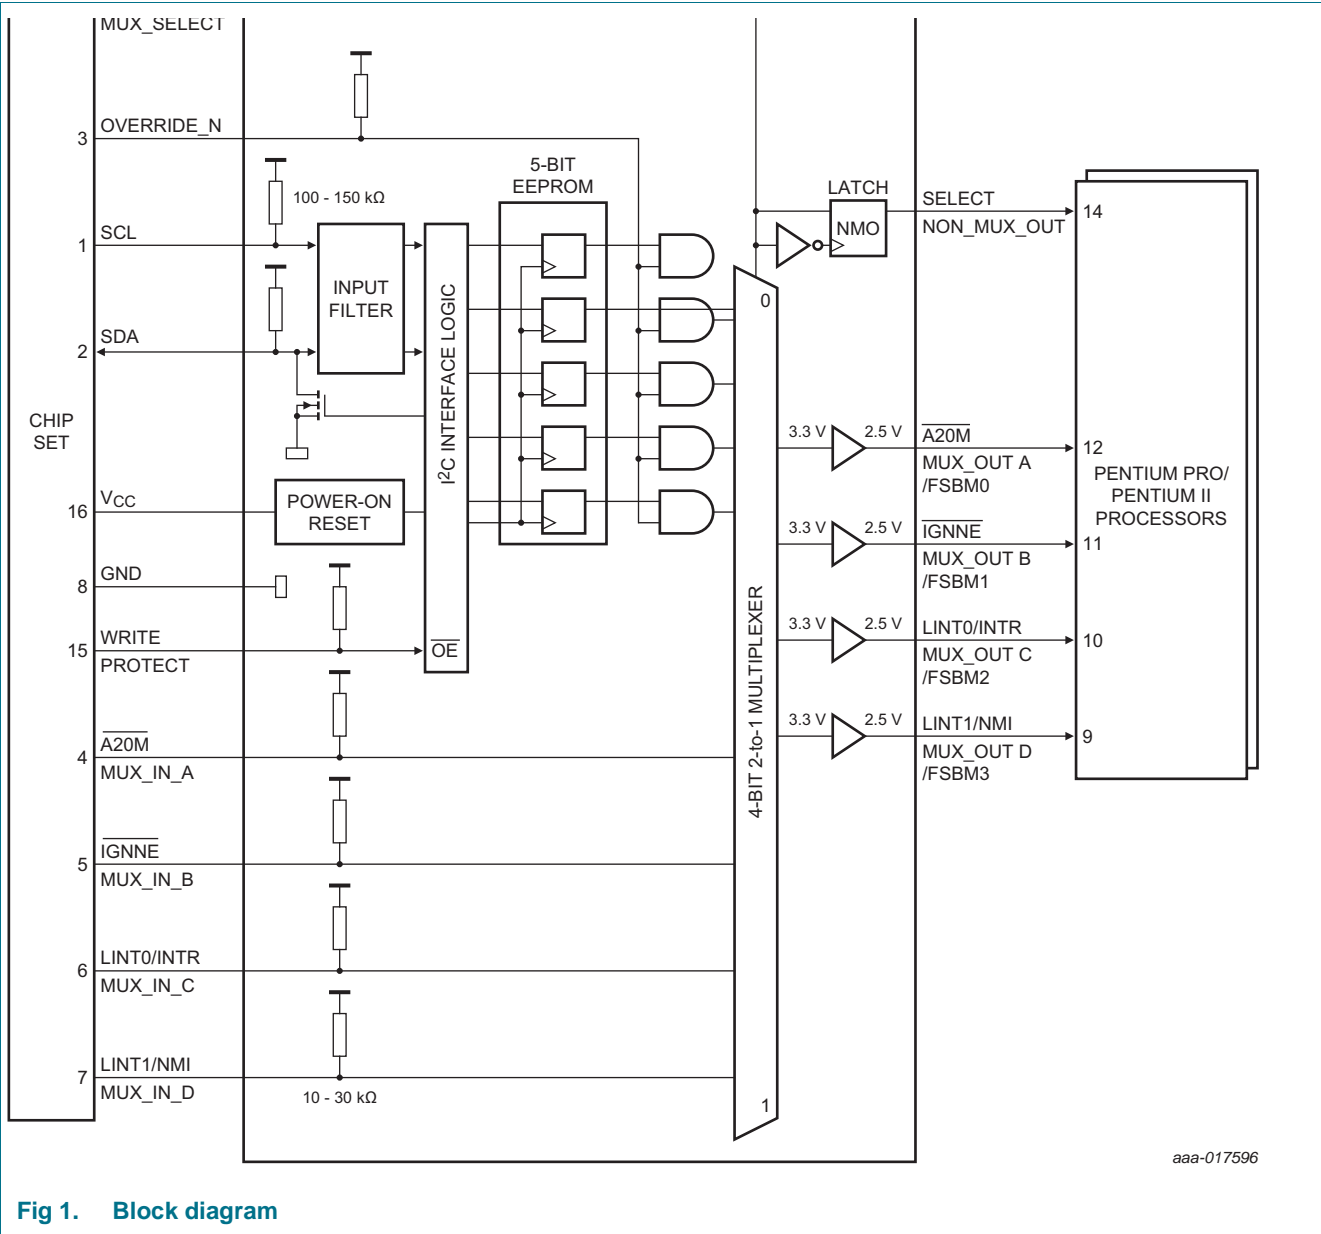 MUX_SELECT
3 OVERRIDE_N
5-BIT
EEPROM
100 - 150 kΩ
LATCH
NMO
SELECT
NON_MUX_OUT
14
1 SCL
INPUT
FILTER
I2C INTERFACE LOGIC
0
2 SDA
CHIP
SET
3.3 V 2.5 V A20M
MUX_OUT A
/FSBM0
12
PENTIUM PRO/
PENTIUM II
PROCESSORS
16 VCC
POWER-ON
RESET
3.3 V 2.5 V IGNNE
MUX_OUT B
/FSBM1
11
8 GND
4-BIT 2-to-1 MULTIPLEXER
15 WRITE
PROTECT
OE
3.3 V 2.5 V LINT0/INTR
MUX_OUT C
/FSBM2
10
3.3 V 2.5 V LINT1/NMI
MUX_OUT D
/FSBM3
9
4 A20M
MUX_IN_A
5 IGNNE
MUX_IN_B
6 LINT0/INTR
MUX_IN_C
7 LINT1/NMI
MUX_IN_D
10 - 30 kΩ
1
aaa-017596
Fig 1. Block diagram